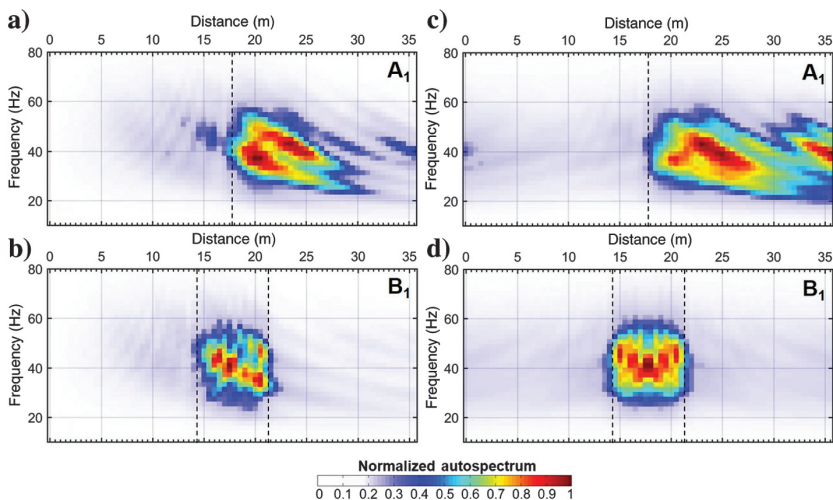 a)
Distance (m)
0 5 10 15 20 25 30 35
80
60
40
20
Frequency (Hz)
A1
c)
Distance (m)
0 5 10 15 20 25 30 35
80
60
40
20
Frequency (Hz)
A1
b)
Distance (m)
0 5 10 15 20 25 30 35
80
60
40
20
Frequency (Hz)
B1
d)
Distance (m)
0 5 10 15 20 25 30 35
80
60
40
20
Frequency (Hz)
B1
Normalized autospectrum
0 0.1 0.2 0.3 0.4 0.5 0.6 0.7 0.8 0.9 1